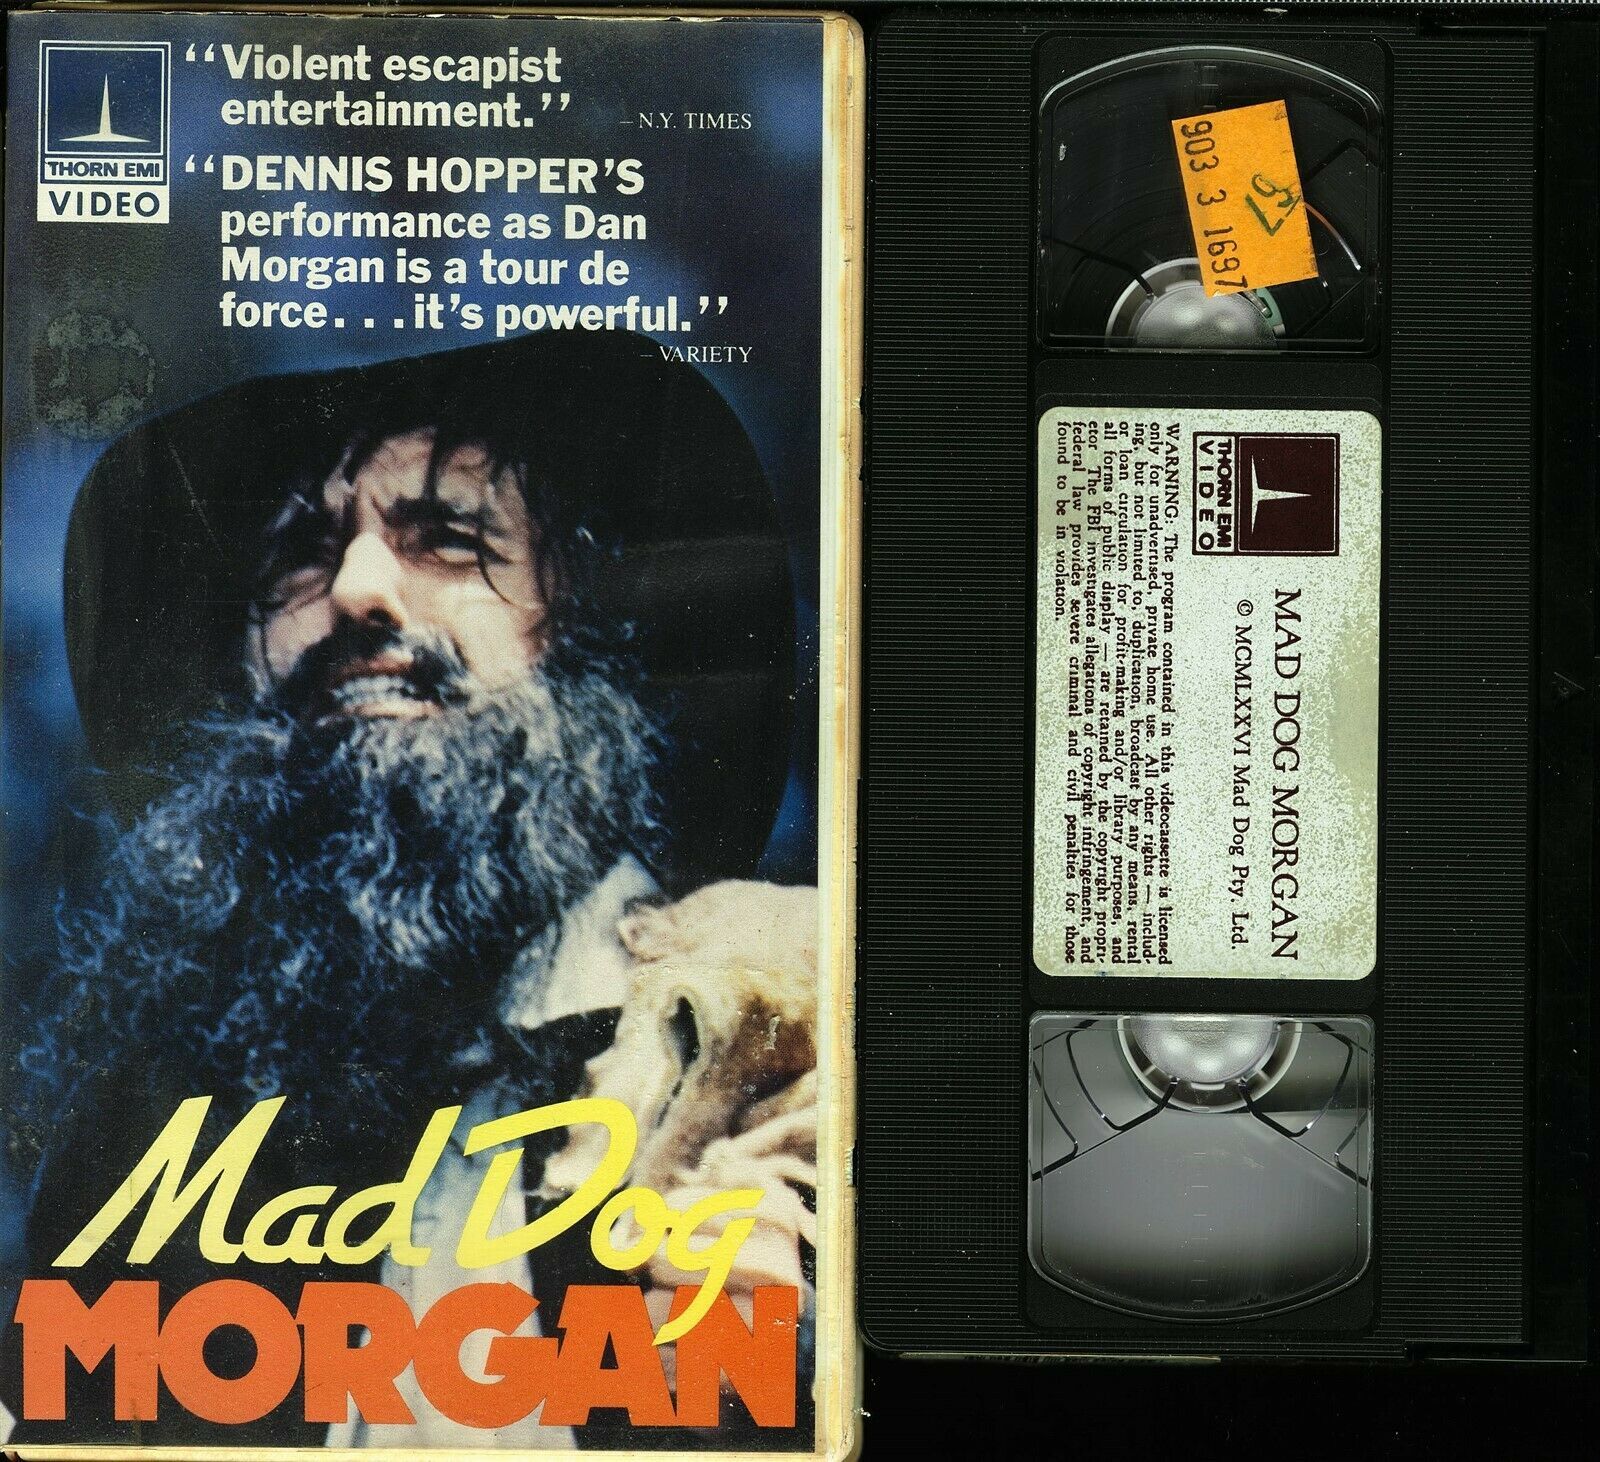 THORN EMI
VIDEO
“Violent escapist
entertainment.”
– N.Y. TIMES
“DENNIS HOPPER’S
performance as Dan
Morgan is a tour de
force. . .it’s powerful.”
– VARIETY
Mad Dog
MORGAN
903 3 1697
67
THORN EMI
VIDEO
MAD DOG MORGAN
© MCMLXXVI Mad Dog Pty, Ltd.
WARNING: The program contained in this videocassette is licensed
only for unadvertised, private home use. All other rights — includ-
ing, but not limited to, duplication, broadcast by any means, rental
or loan circulation for profit-making and/or library purposes, and
all forms of public display — are retained by the copyright propri-
etor. The FBI investigates allegations of copyright infringement, and
federal law provides severe criminal and civil penalties for those
found to be in violation.